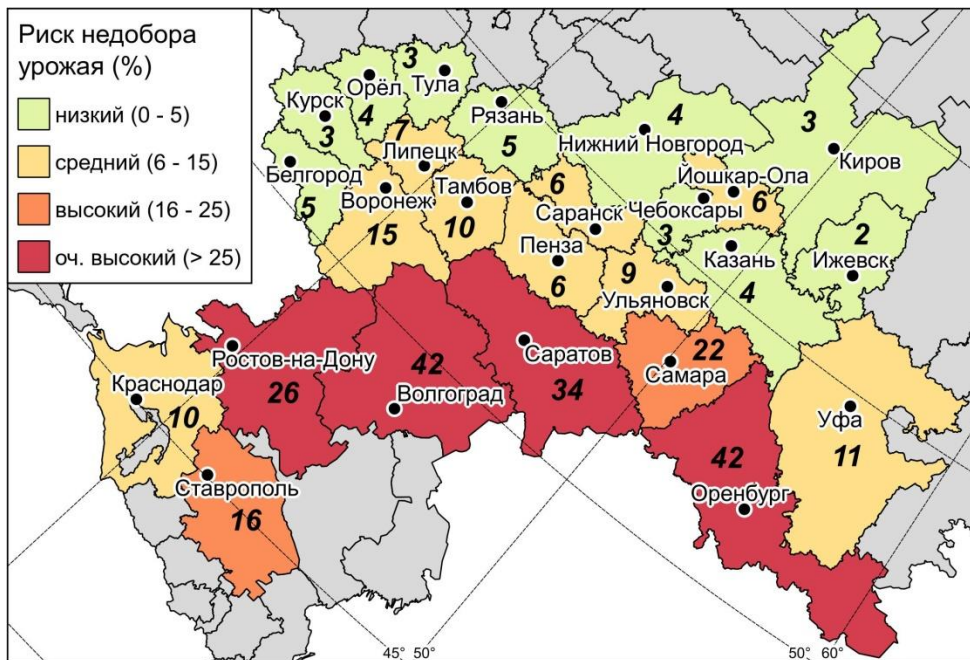 Риск недобора
урожая (%)
низкий (0 - 5)
средний (6 - 15)
высокий (16 - 25)
оч. высокий (> 25)
3
Орёл
Тула
Курск
4
3
7
Рязань
5
4
Нижний Новгород
3
Киров
Липецк
Белгород
5
Воронеж
15
Тамбов
10
6
Саранск
Пенза
6
Йошкар-Ола
6
Чебоксары
3
Казань
4
2
Ижевск
9
Ульяновск
Ростов-на-Дону
26
42
Волгоград
Саратов
34
22
Самара
Краснодар
10
Уфа
11
42
Оренбург
Ставрополь
16
45°
50°
50°
60°